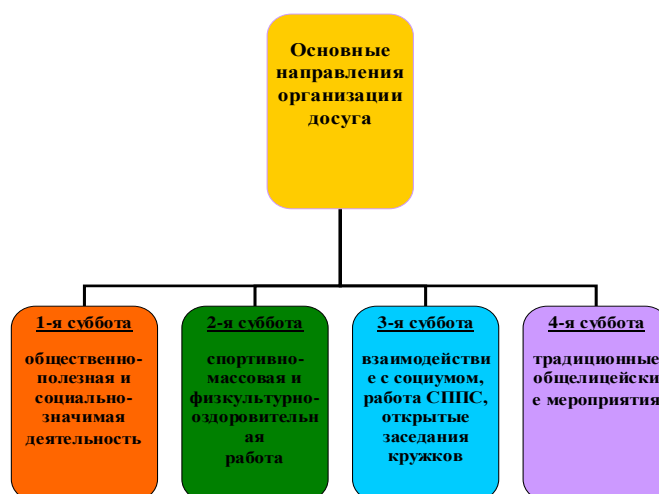 Основные
направления
организации
досуга
1-я суббота
общественно-
полезная и
социально-
значимая
деятельность
2-я суббота
спортивно-
массовая и
физкультурно-
оздоровительн
ая
работа
3-я суббота
взаимодействи
е с социумом,
работа СППС,
открытые
заседания
кружков
4-я суббота
традиционные
общелицейски
е мероприятия